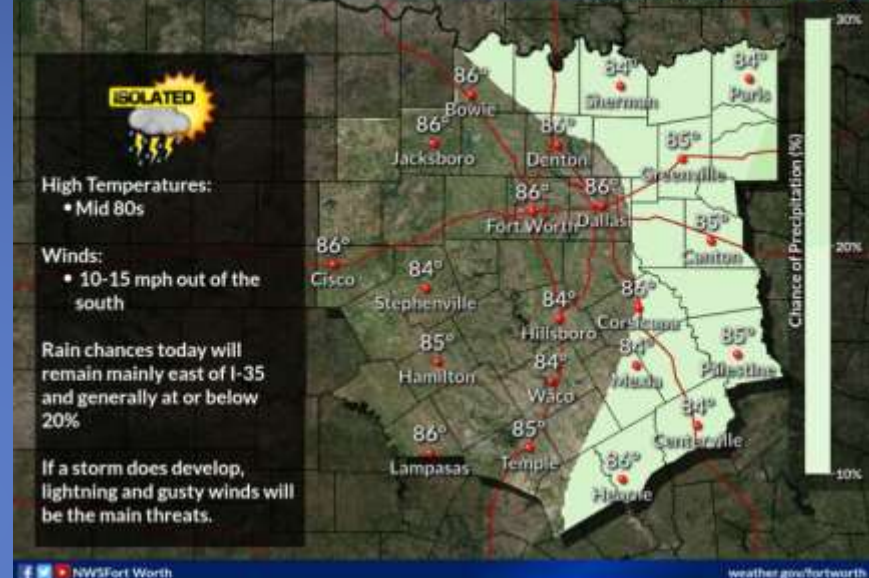 ISOLATED
High Temperatures:
• Mid 80s
Winds:
• 10-15 mph out of the
south
Rain chances today will
remain mainly east of I-35
and generally at or below
20%
If a storm does develop,
lightning and gusty winds will
be the main threats.
86°
Bowie
84°
Sherman
84°
Paris
86°
Jacksboro
86°
Denton
85°
Greenville
86°
Fort Worth
86°
Dallas
85°
Canton
86°
Cisco
84°
Stephenville
84°
Hillsboro
86°
Corsicana
85°
Hamilton
84°
Waco
84°
Mexia
85°
Palestine
86°
Lampasas
85°
Temple
84°
Centerville
86°
Hearne
30%
20%
10%
Chance of Precipitation (%)
NWSFort Worth
weather.gov/fortworth